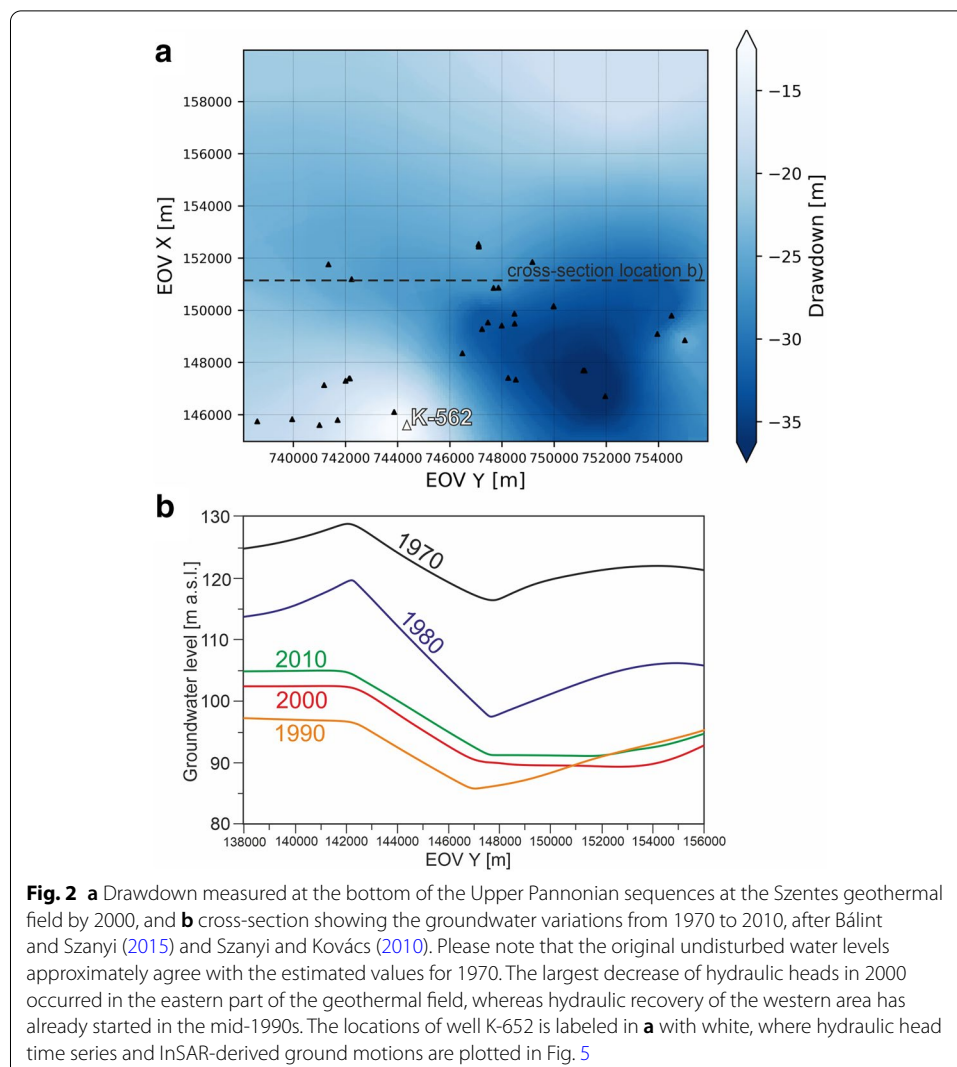 a
158000
156000
154000
152000
150000
148000
146000
EOV X [m]
cross-section location b)
K-562
740000 742000 744000 746000 748000 750000 752000 754000
EOV Y [m]
−15
−20
−25
−30
−35
Drawdown [m]
b
130
120
110
100
90
80
Groundwater level [m a.s.l.]
1970
1980
2010
2000
1990
138000 140000 142000 144000 146000 148000 150000 152000 154000 156000
EOV Y [m]
Fig. 2 a Drawdown measured at the bottom of the Upper Pannonian sequences at the Szentes geothermal
field by 2000, and b cross-section showing the groundwater variations from 1970 to 2010, after Bálint
and Szanyi (2015) and Szanyi and Kovács (2010). Please note that the original undisturbed water levels
approximately agree with the estimated values for 1970. The largest decrease of hydraulic heads in 2000
occurred in the eastern part of the geothermal field, whereas hydraulic recovery of the western area has
already started in the mid-1990s. The locations of well K-652 is labeled in a with white, where hydraulic head
time series and InSAR-derived ground motions are plotted in Fig. 5